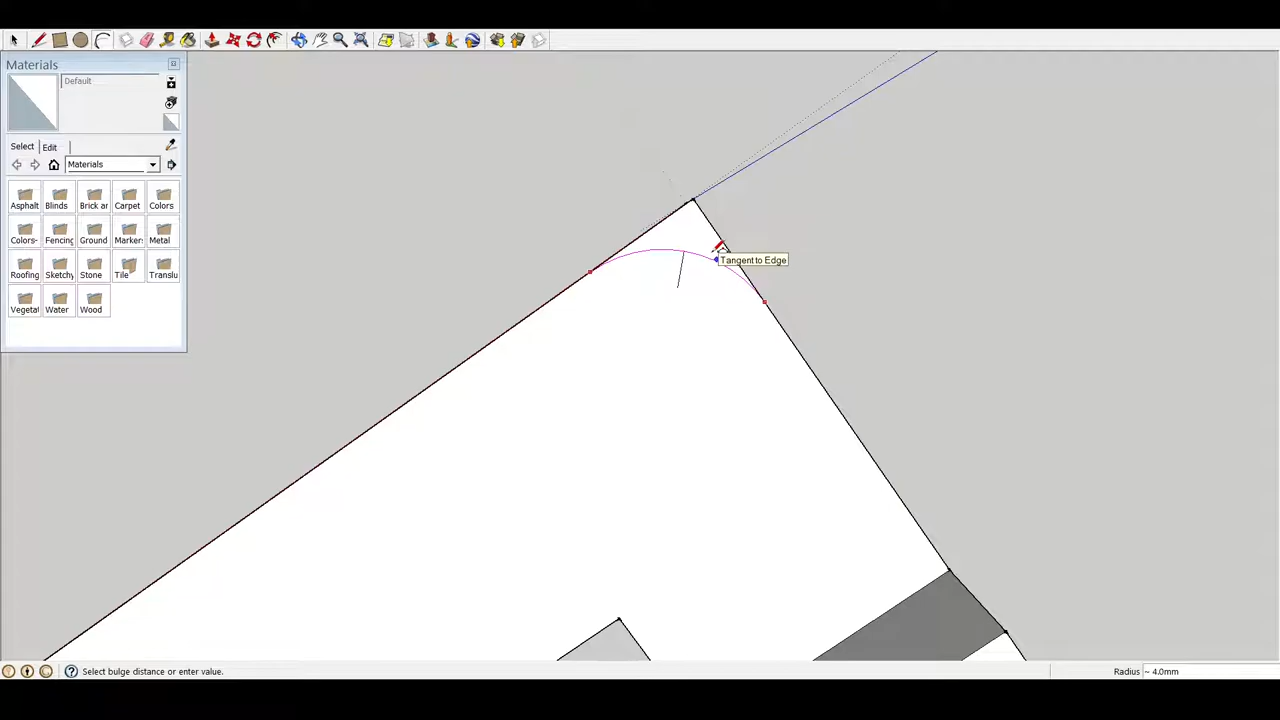 Materials
Default
Select Edit
Materials
Asphalt Blinds Brick ar Carpet Colors
Colors- Fencing Ground Marker: Metal
Roofing Sketchy Stone Tile Translu
Vegetat Water Wood
Tangent to Edge
Select bulge distance or enter value.
Radius ~ 4.0mm